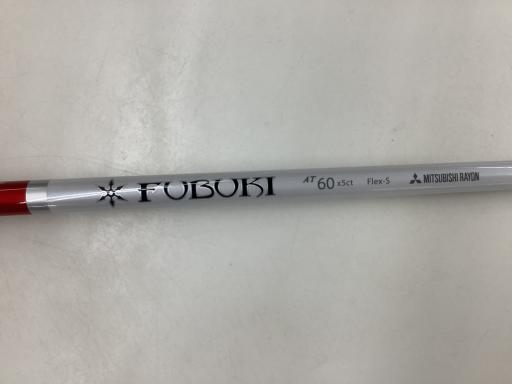 FUBUKI AT 60 x5ct Flex-S MITSUBISHI RAYON